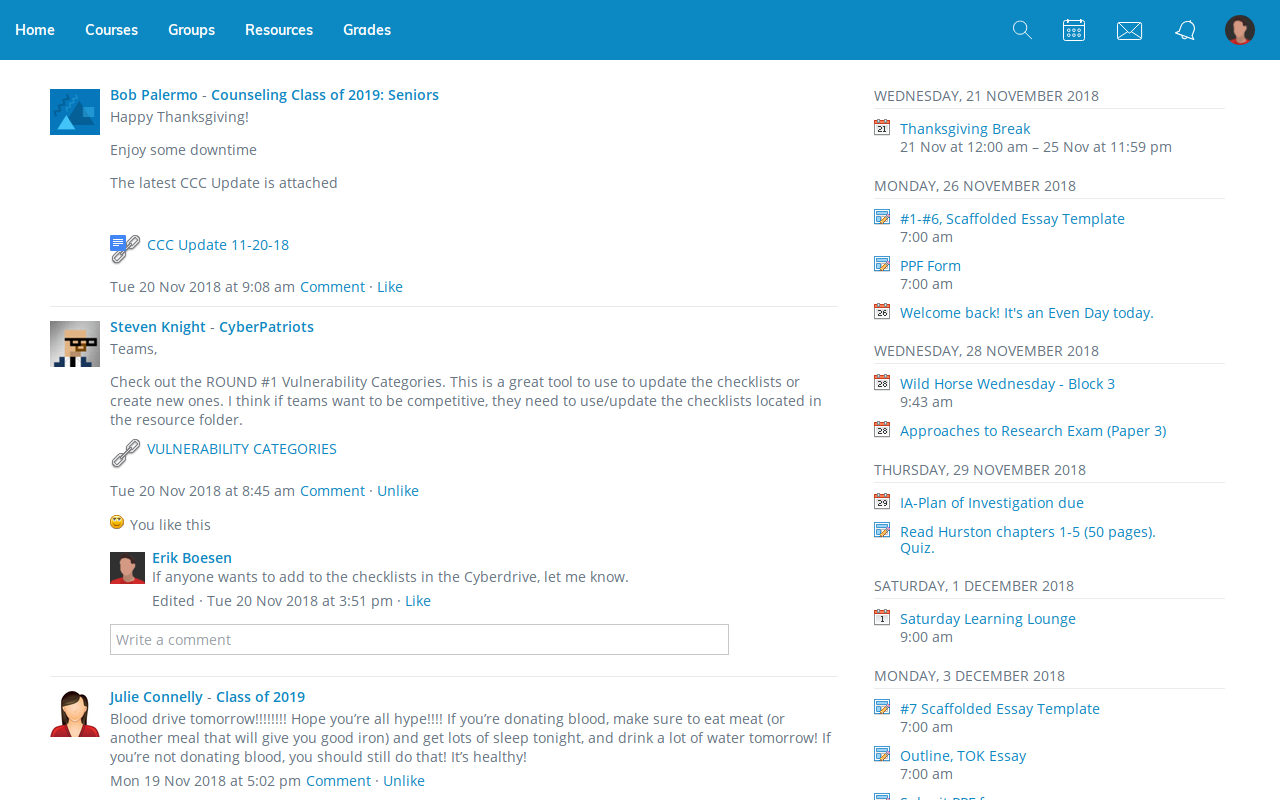 Home Courses Groups Resources Grades
Bob Palermo - Counseling Class of 2019: Seniors
Happy Thanksgiving!
Enjoy some downtime
The latest CCC Update is attached
CCC Update 11-20-18
Tue 20 Nov 2018 at 9:08 am Comment · Like
Steven Knight - CyberPatriots
Teams,
Check out the ROUND #1 Vulnerability Categories. This is a great tool to use to update the checklists or
create new ones. I think if teams want to be competitive, they need to use/update the checklists located in
the resource folder.
VULNERABILITY CATEGORIES
Tue 20 Nov 2018 at 8:45 am Comment · Unlike
You like this
Erik Boesen
If anyone wants to add to the checklists in the Cyberdrive, let me know.
Edited · Tue 20 Nov 2018 at 3:51 pm · Like
Write a comment
Julie Connelly - Class of 2019
Blood drive tomorrow!!!!!!!! Hope you’re all hype!!!! If you’re donating blood, make sure to eat meat (or
another meal that will give you good iron) and get lots of sleep tonight, and drink a lot of water tomorrow! If
you’re not donating blood, you should still do that! It’s healthy!
Mon 19 Nov 2018 at 5:02 pm Comment · Unlike
WEDNESDAY, 21 NOVEMBER 2018
21 Thanksgiving Break
21 Nov at 12:00 am – 25 Nov at 11:59 pm
MONDAY, 26 NOVEMBER 2018
#1-#6, Scaffolded Essay Template
7:00 am
PPF Form
7:00 am
26 Welcome back! It's an Even Day today.
WEDNESDAY, 28 NOVEMBER 2018
28 Wild Horse Wednesday - Block 3
9:43 am
28 Approaches to Research Exam (Paper 3)
THURSDAY, 29 NOVEMBER 2018
29 IA-Plan of Investigation due
Read Hurston chapters 1-5 (50 pages).
Quiz.
SATURDAY, 1 DECEMBER 2018
1 Saturday Learning Lounge
9:00 am
MONDAY, 3 DECEMBER 2018
#7 Scaffolded Essay Template
7:00 am
Outline, TOK Essay
7:00 am